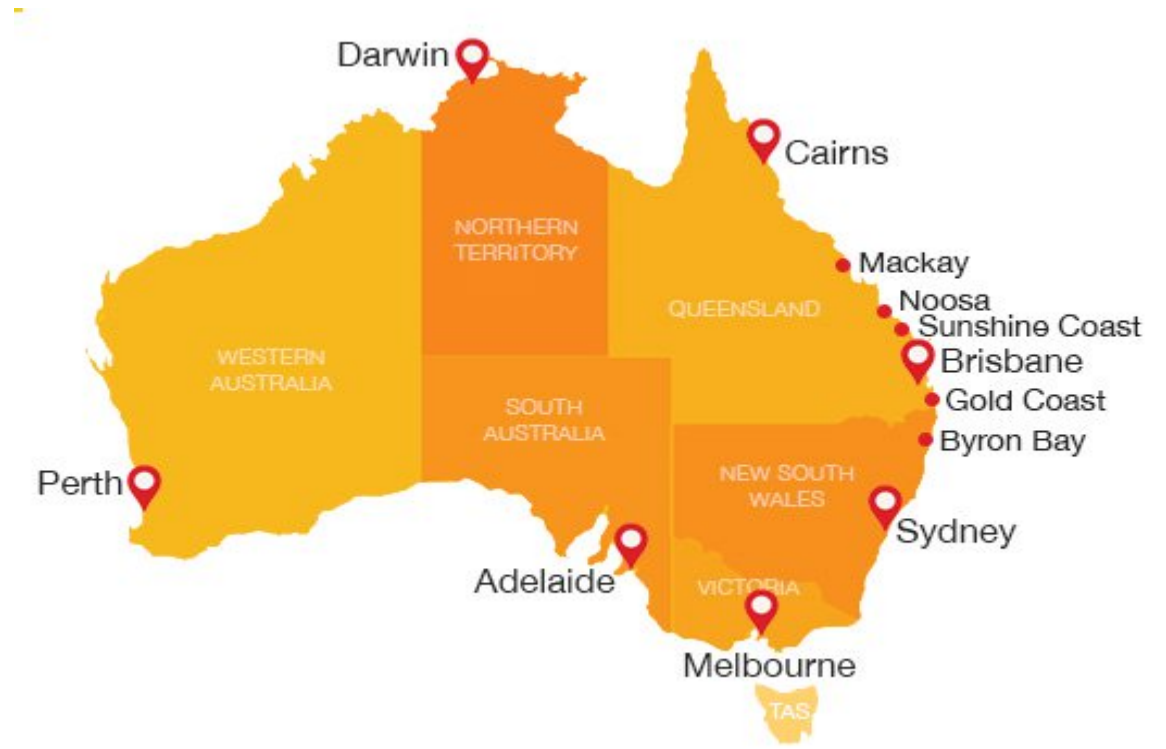 Darwin
Cairns
NORTHERN
TERRITORY
Mackay
Noosa
QUEENSLAND
Sunshine Coast
WESTERN
AUSTRALIA
Brisbane
SOUTH
AUSTRALIA
Gold Coast
Byron Bay
NEW SOUTH
WALES
Perth
Sydney
Adelaide
VICTORIA
Melbourne
TAS